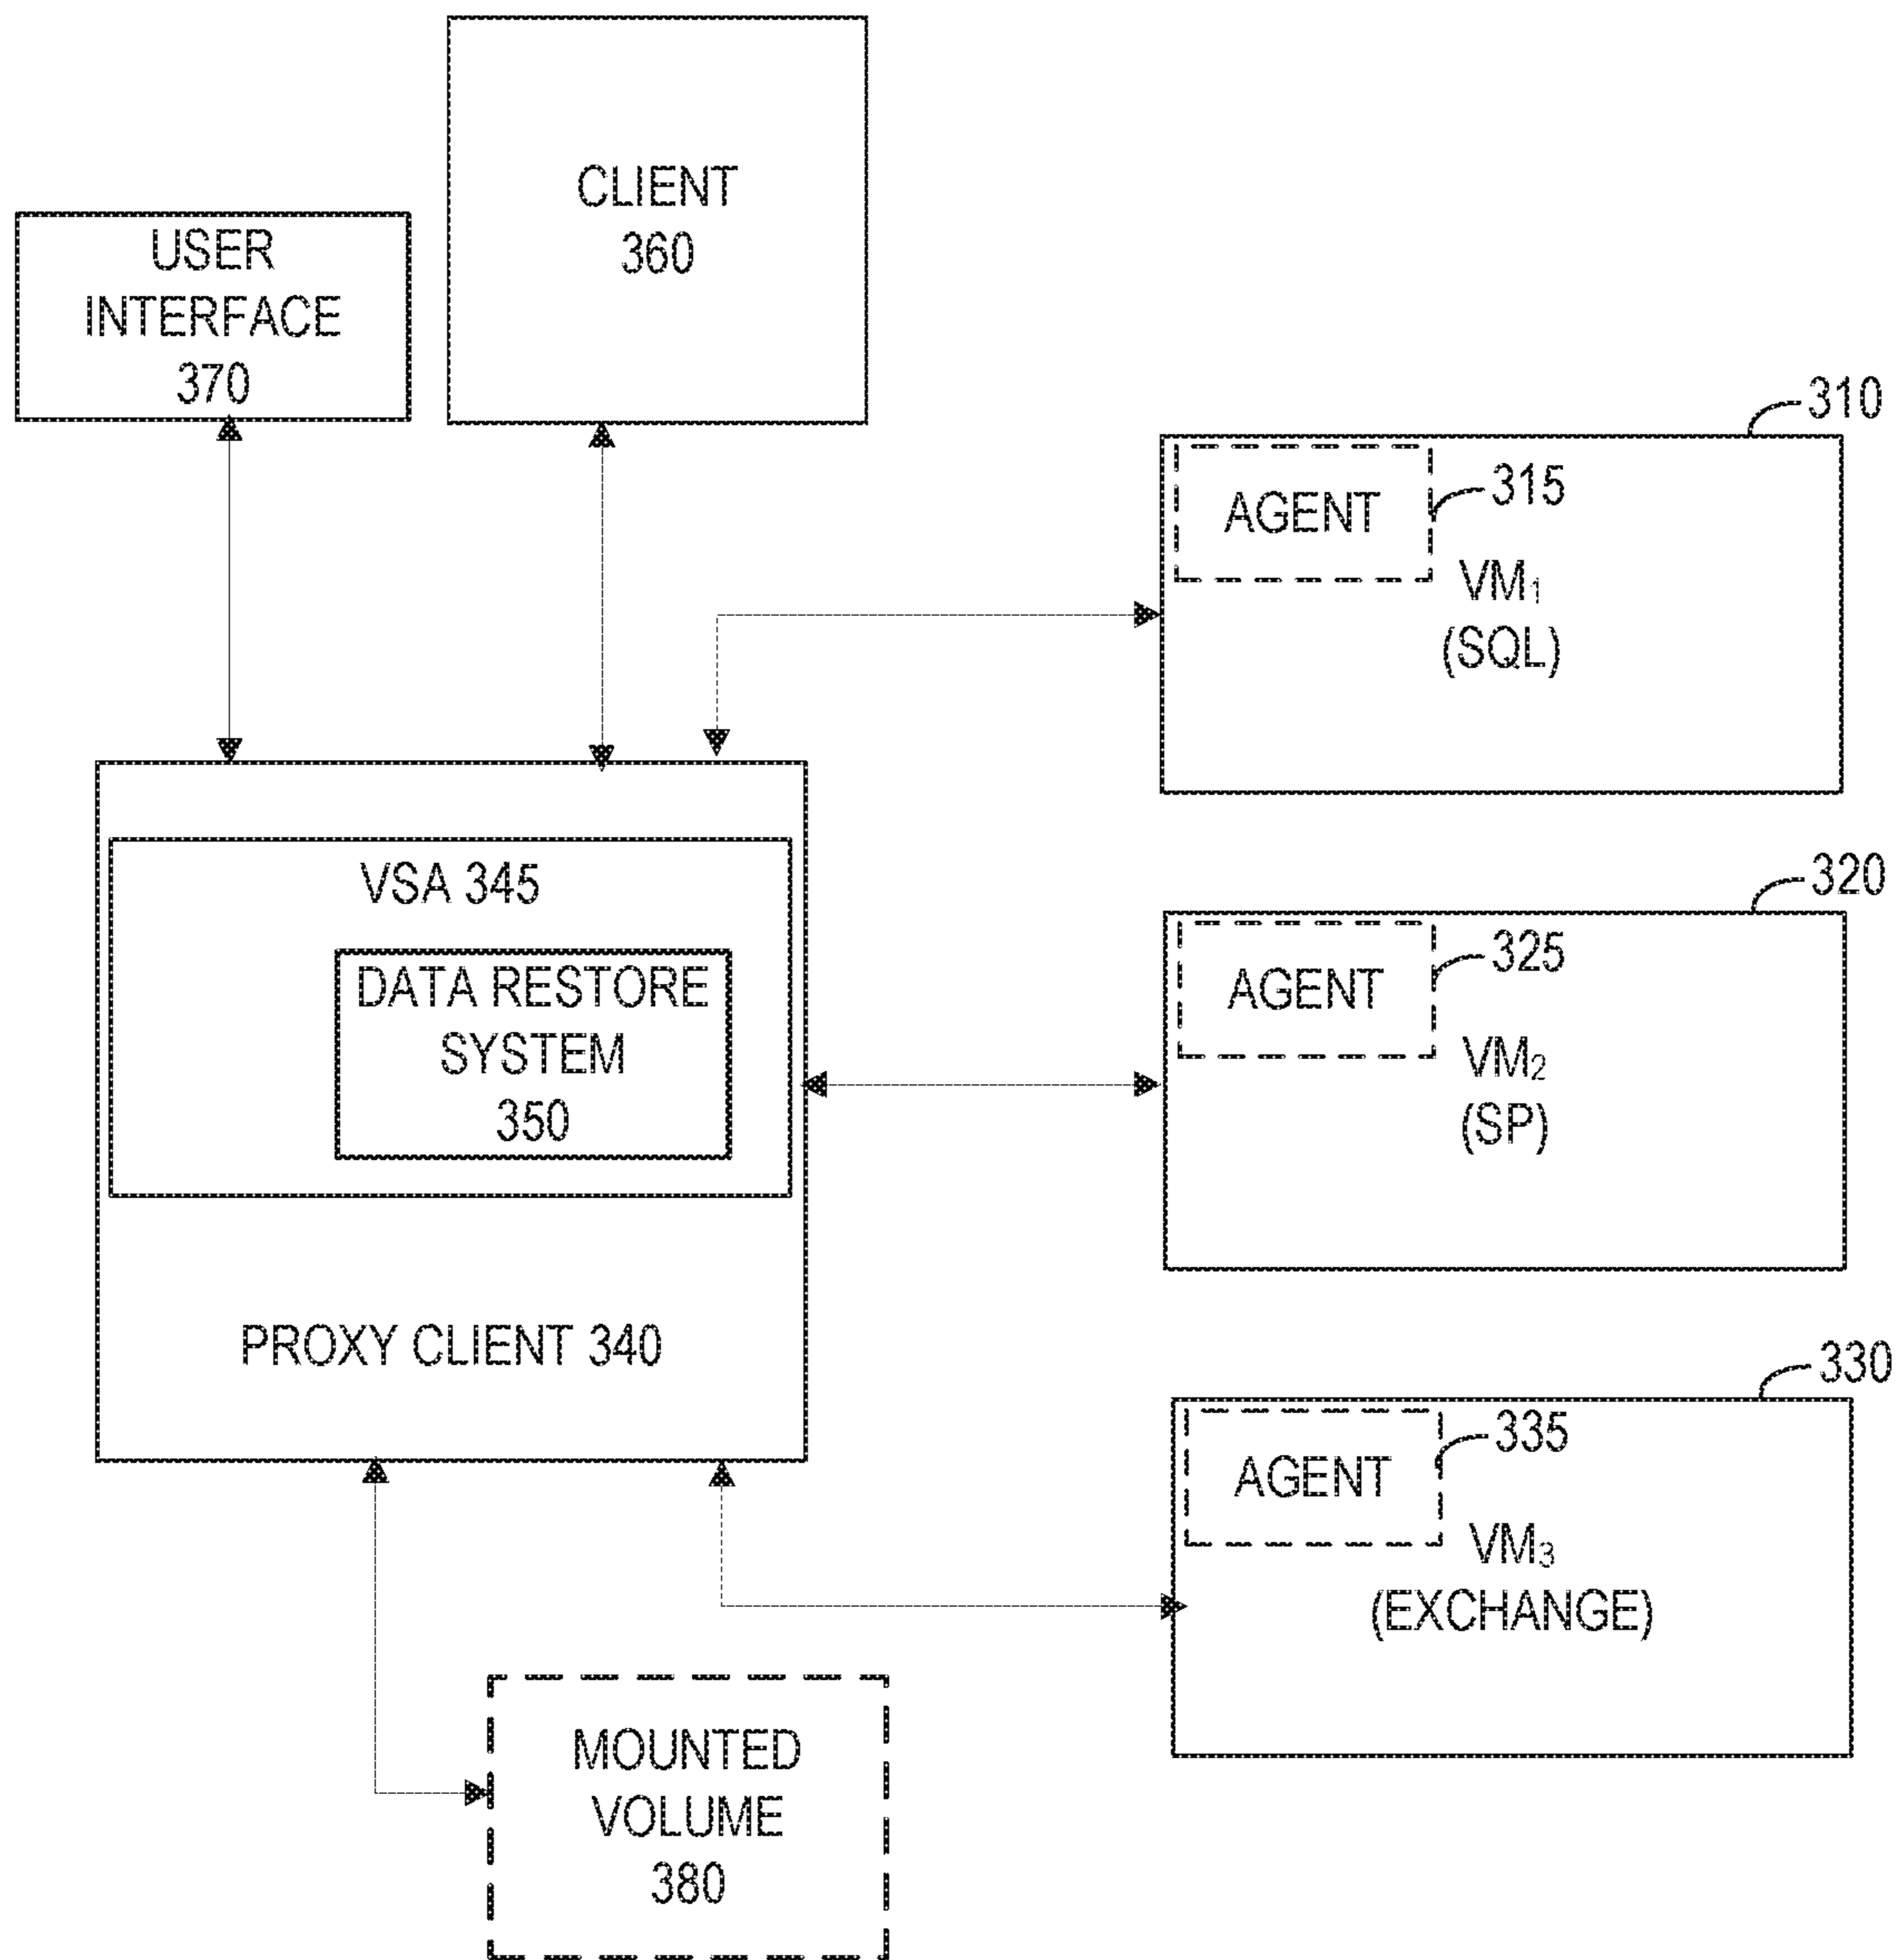 CLIENT
360
USER
INTERFACE
370
310
AGENT
315
VM₁
(SQL)
VSA 345
DATA RESTORE
SYSTEM
350
PROXY CLIENT 340
320
AGENT
325
VM₂
(SP)
330
AGENT
335
VM₃
(EXCHANGE)
MOUNTED
VOLUME
380